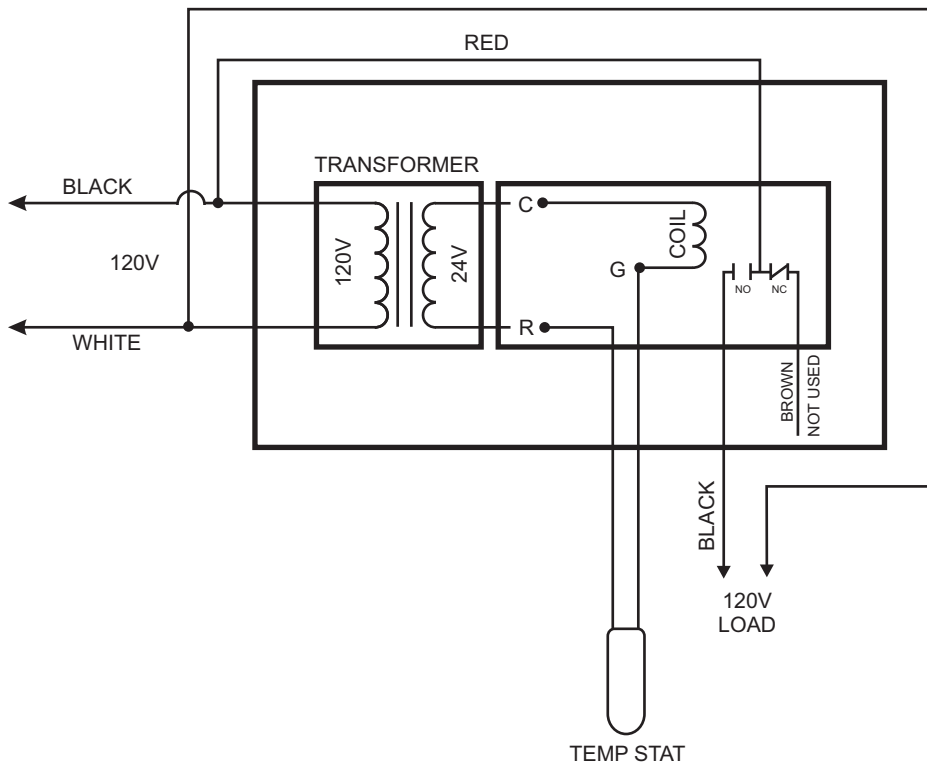 RED
TRANSFORMER
BLACK
120V
WHITE
120V
24V
C
G
R
COIL
NO
NC
BROWN
NOT USED
BLACK
120V
LOAD
TEMP STAT